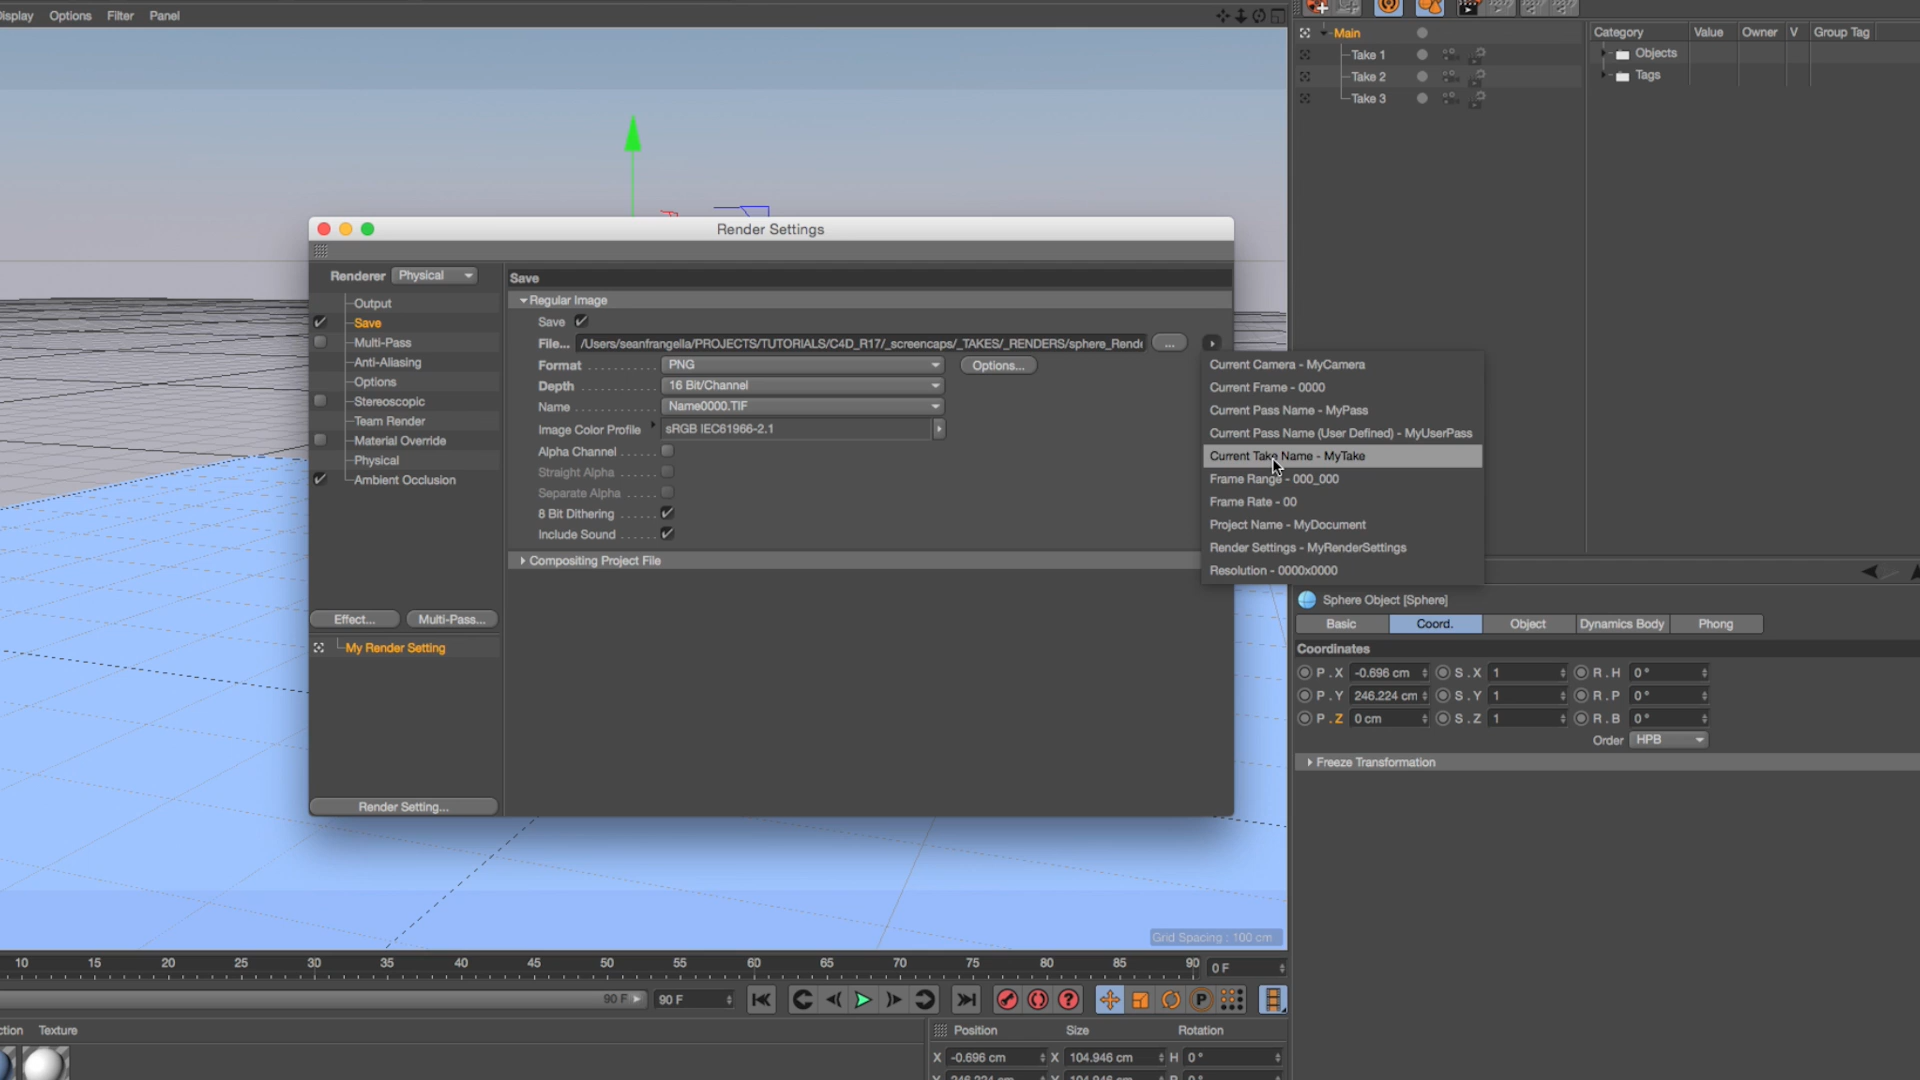 Display Options Filter Panel
Main
Take 1
Take 2
Take 3
Category Value Owner V Group Tag
Objects
Tags
Render Settings
Renderer Physical
Output
Save
Multi-Pass
Anti-Aliasing
Options
Stereoscopic
Team Render
Material Override
Physical
Ambient Occlusion
Effect... Multi-Pass...
My Render Setting
Render Setting...
Save
Regular Image
Save
File... /Users/seanfrangella/PROJECTS/TUTORIALS/C4D_R17/_screencaps/_TAKES/_RENDERS/sphere_Rende ...
Format PNG Options...
Depth 16 Bit/Channel
Name Name0000.TIF
Image Color Profile sRGB IEC61966-2.1
Alpha Channel
Straight Alpha
Separate Alpha
8 Bit Dithering
Include Sound
Compositing Project File
Current Camera - MyCamera
Current Frame - 0000
Current Pass Name - MyPass
Current Pass Name (User Defined) - MyUserPass
Current Take Name - MyTake
Frame Range - 000_000
Frame Rate - 00
Project Name - MyDocument
Render Settings - MyRenderSettings
Resolution - 0000x0000
Sphere Object [Sphere]
Basic Coord. Object Dynamics Body Phong
Coordinates
P . X -0.696 cm S . X 1 R . H 0°
P . Y 246.224 cm S . Y 1 R . P 0°
P . Z 0 cm S . Z 1 R . B 0°
Order HPB
Freeze Transformation
Grid Spacing : 100 cm
10 15 20 25 30 35 40 45 50 55 60 65 70 75 80 85 90 0 F
90 F 90 F
P
ction Texture
Position Size Rotation
X -0.696 cm X 104.946 cm H 0°
Y 246.224 cm Y 104.946 cm P 0°